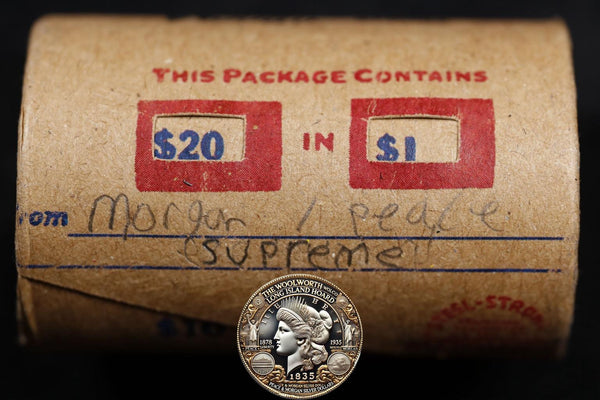 THIS PACKAGE CONTAINS
$20 IN $1
rom Morgan / peace
(supreme)
THE WOOLWORTH
LONG ISLAND HOARD
1878
1935
1835